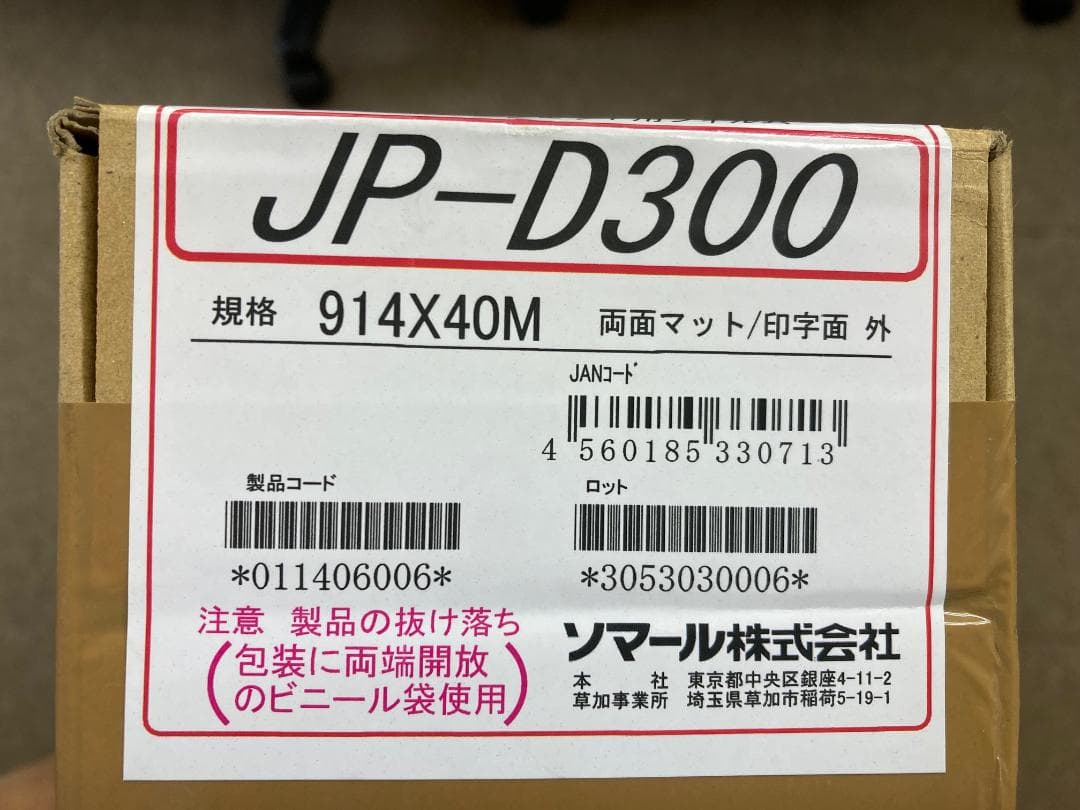 JP-D300
規格 914X40M 両面マット/印字面 外
JANｺｰﾄﾞ
4 560185 330713
製品コード
*011406006*
ロット
*3053030006*
注意 製品の抜け落ち
(包装に両端開放
のビニール袋使用)
ソマール株式会社
本 社 東京都中央区銀座4-11-2
草加事業所 埼玉県草加市稲荷5-19-1